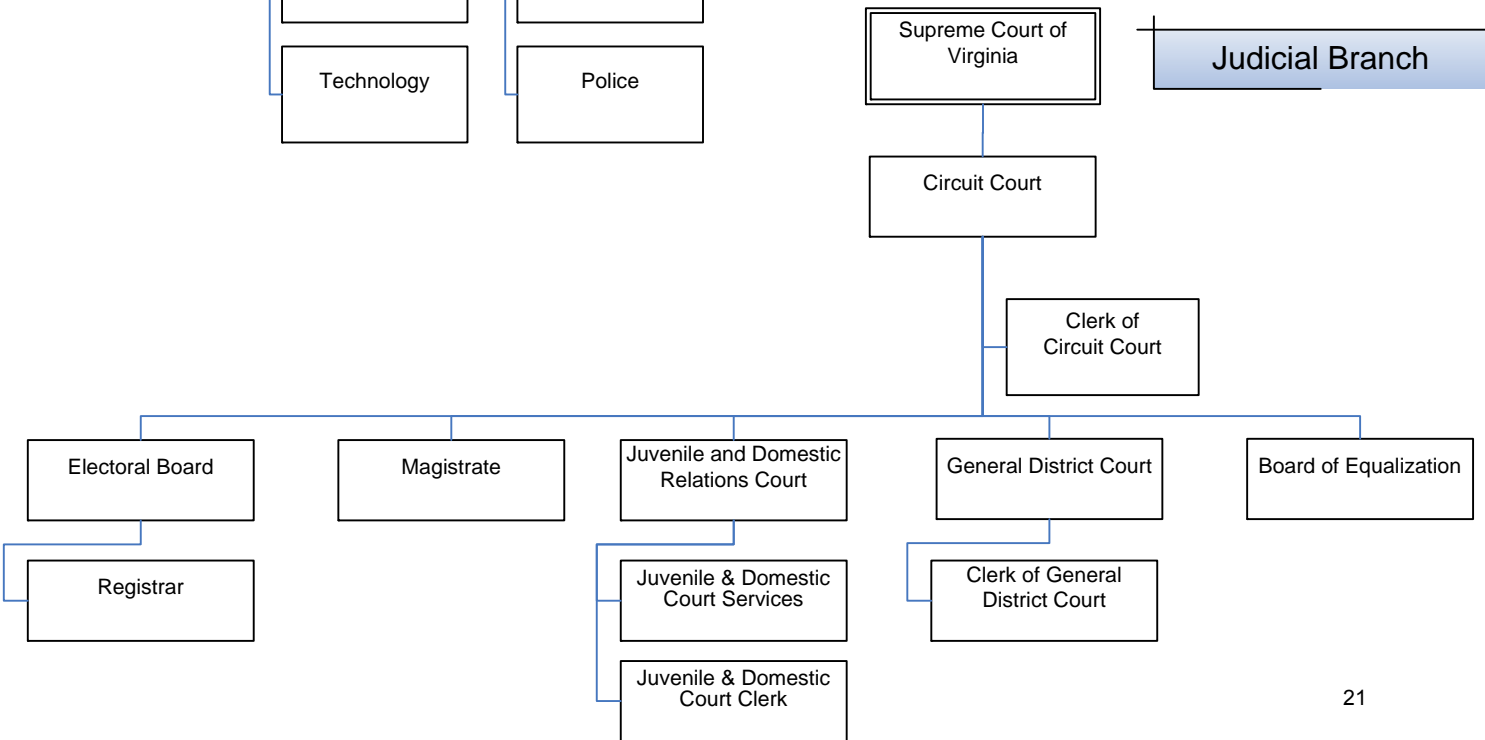 Technology
Police
Supreme Court of
Virginia
Judicial Branch
Circuit Court
Clerk of
Circuit Court
Electoral Board
Magistrate
Juvenile and Domestic
Relations Court
General District Court
Board of Equalization
Registrar
Juvenile & Domestic
Court Services
Clerk of General
District Court
Juvenile & Domestic
Court Clerk
21